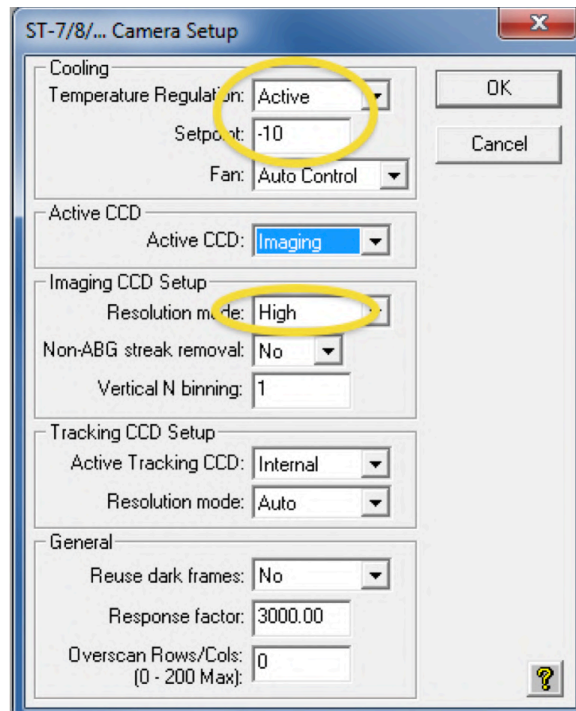 ST-7/8/... Camera Setup
Cooling
Temperature Regulation: Active
Setpoint: -10
Fan: Auto Control
OK
Cancel
Active CCD
Active CCD: Imaging
Imaging CCD Setup
Resolution mode: High
Non-ABG streak removal: No
Vertical N binning: 1
Tracking CCD Setup
Active Tracking CCD: Internal
Resolution mode: Auto
General
Reuse dark frames: No
Response factor: 3000.00
Overscan Rows/Cols: 0
(0 - 200 Max):
?